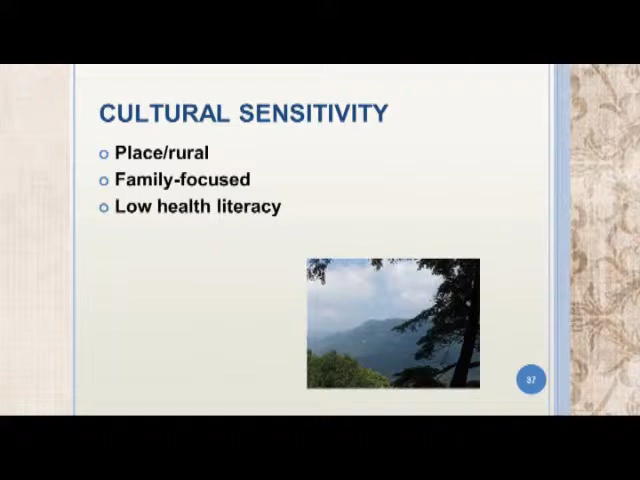 CULTURAL SENSITIVITY
Place/rural
Family-focused
Low health literacy
37